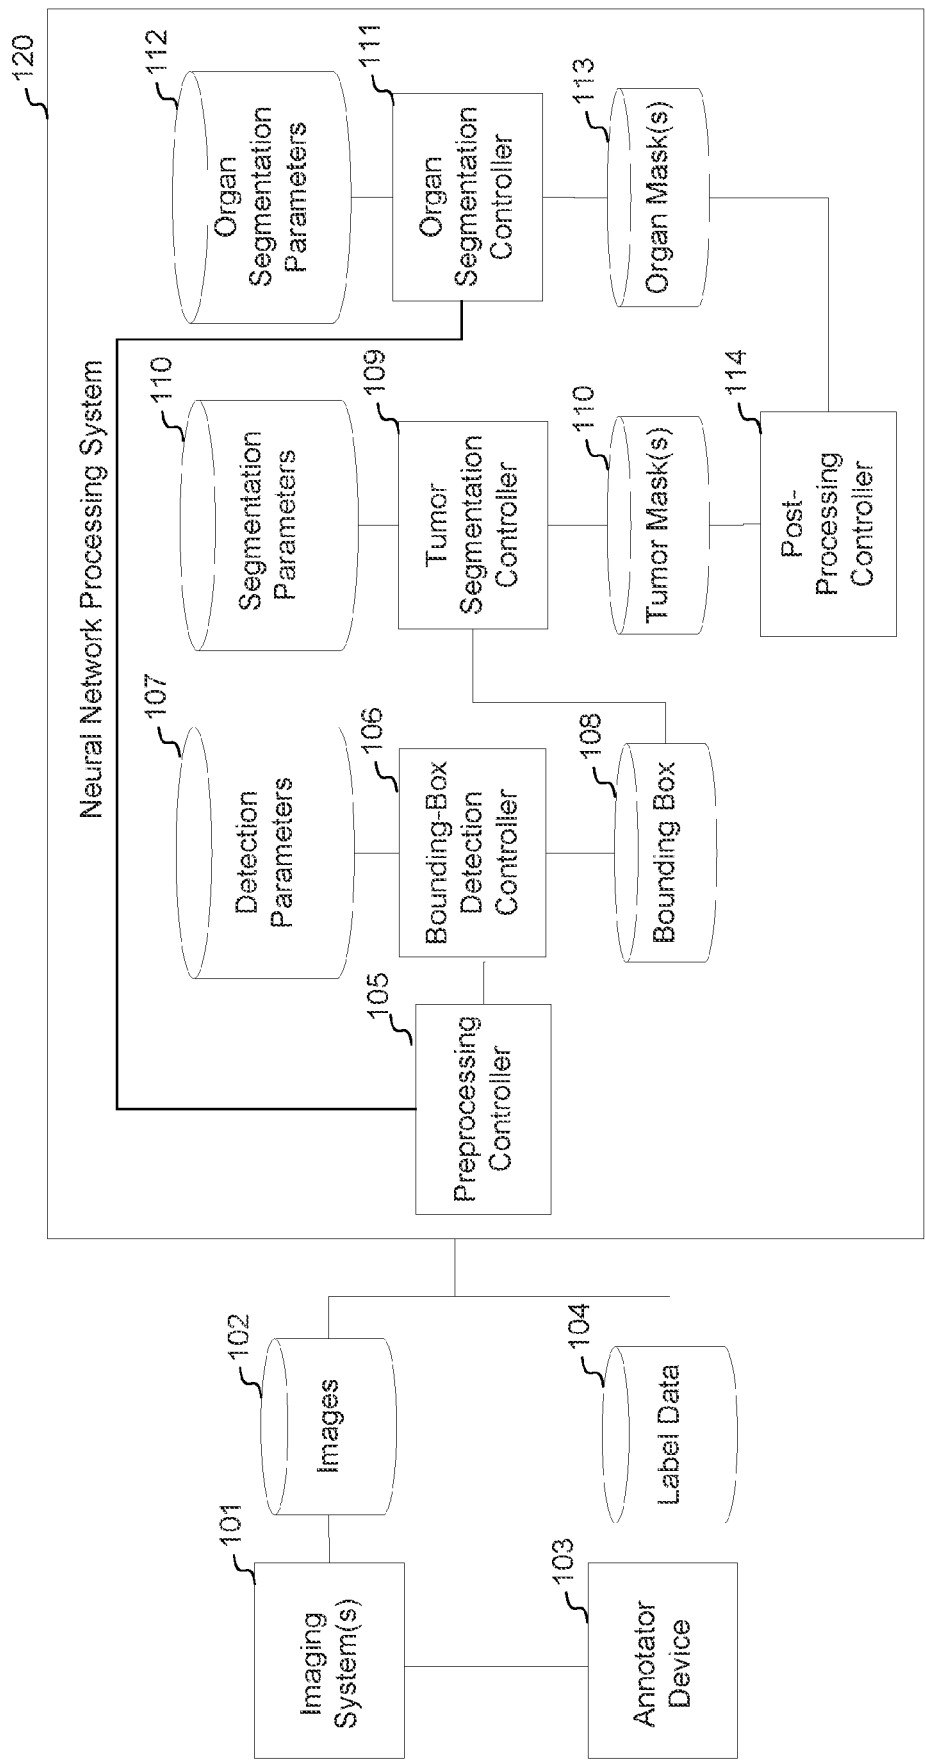 120
Neural Network Processing System
101
Imaging
System(s)
102
Images
103
Annotator
Device
104
Label Data
105
Preprocessing
Controller
107
Detection
Parameters
106
Bounding-Box
Detection
Controller
108
Bounding Box
110
Segmentation
Parameters
109
Tumor
Segmentation
Controller
110
Tumor Mask(s)
112
Organ
Segmentation
Parameters
111
Organ
Segmentation
Controller
113
Organ Mask(s)
114
Post-
Processing
Controller